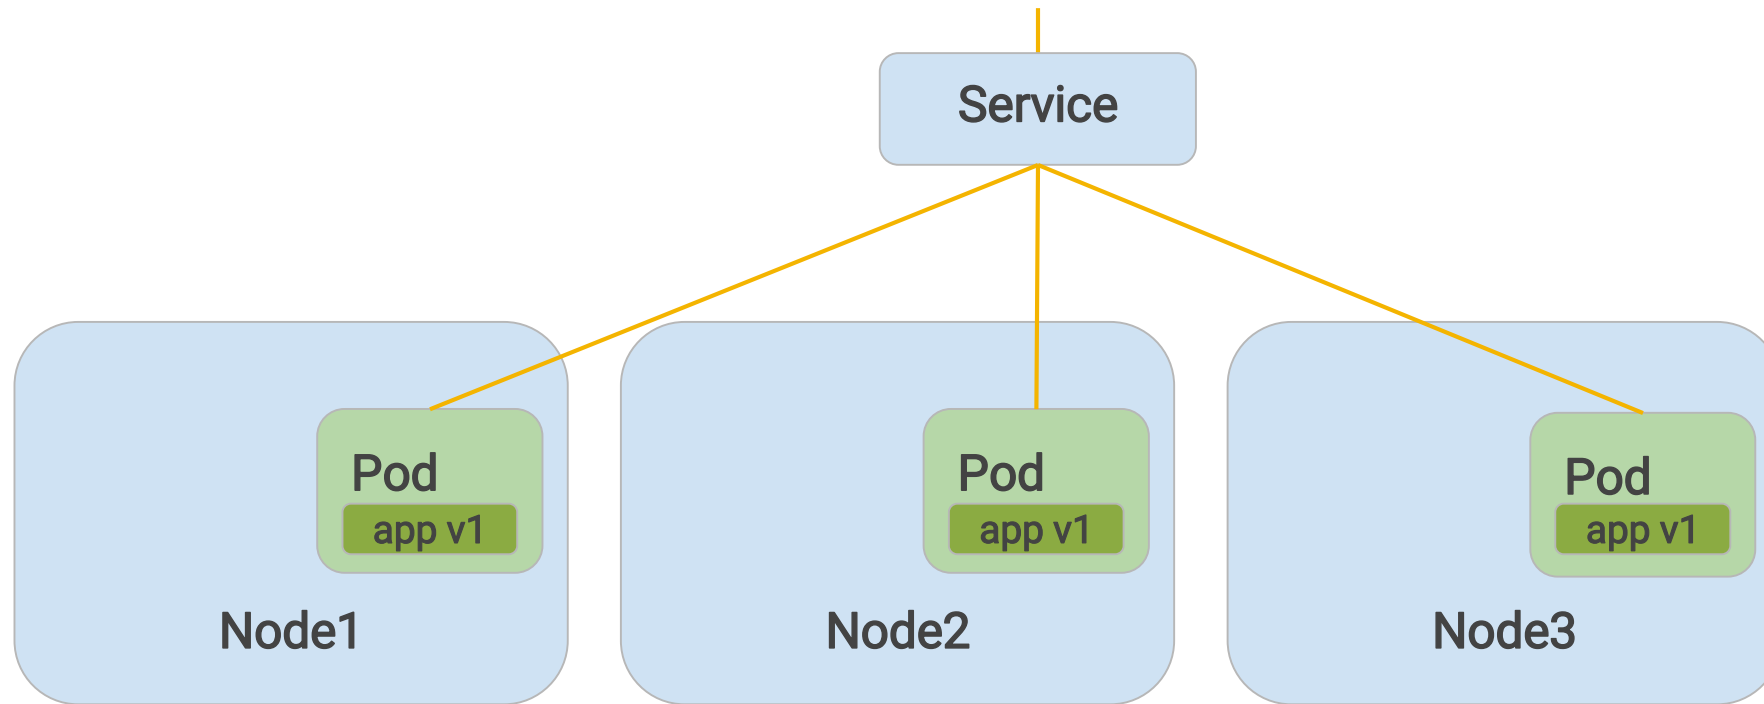 Service
Pod
app v1
Node1
Pod
app v1
Node2
Pod
app v1
Node3